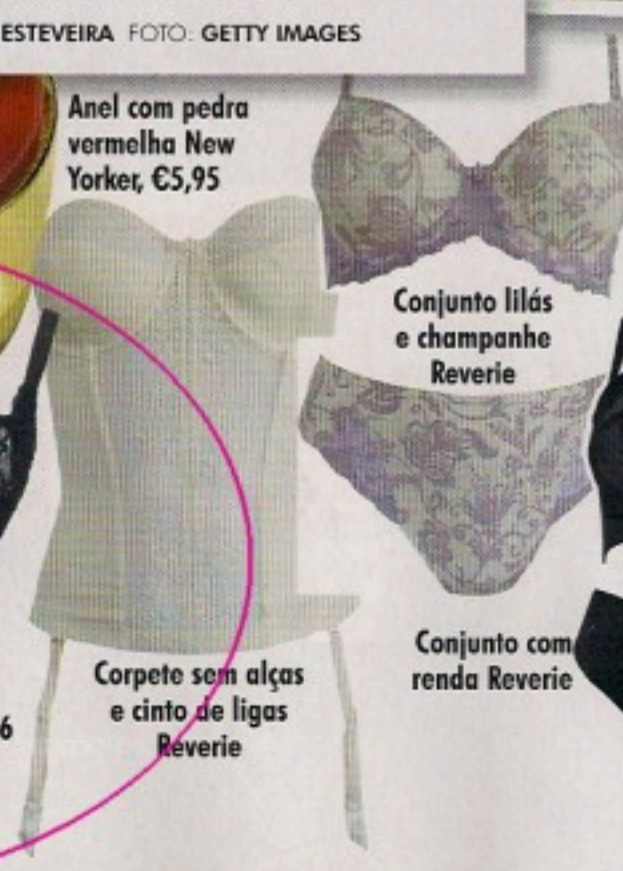 ESTEVEIRA FOTO: GETTY IMAGES
Anel com pedra
vermelha New
Yorker, €5,95
Conjunto lilás
e champanhe
Reverie
Conjunto com
renda Reverie
Corpete sem alças
e cinto de ligas
Reverie
6